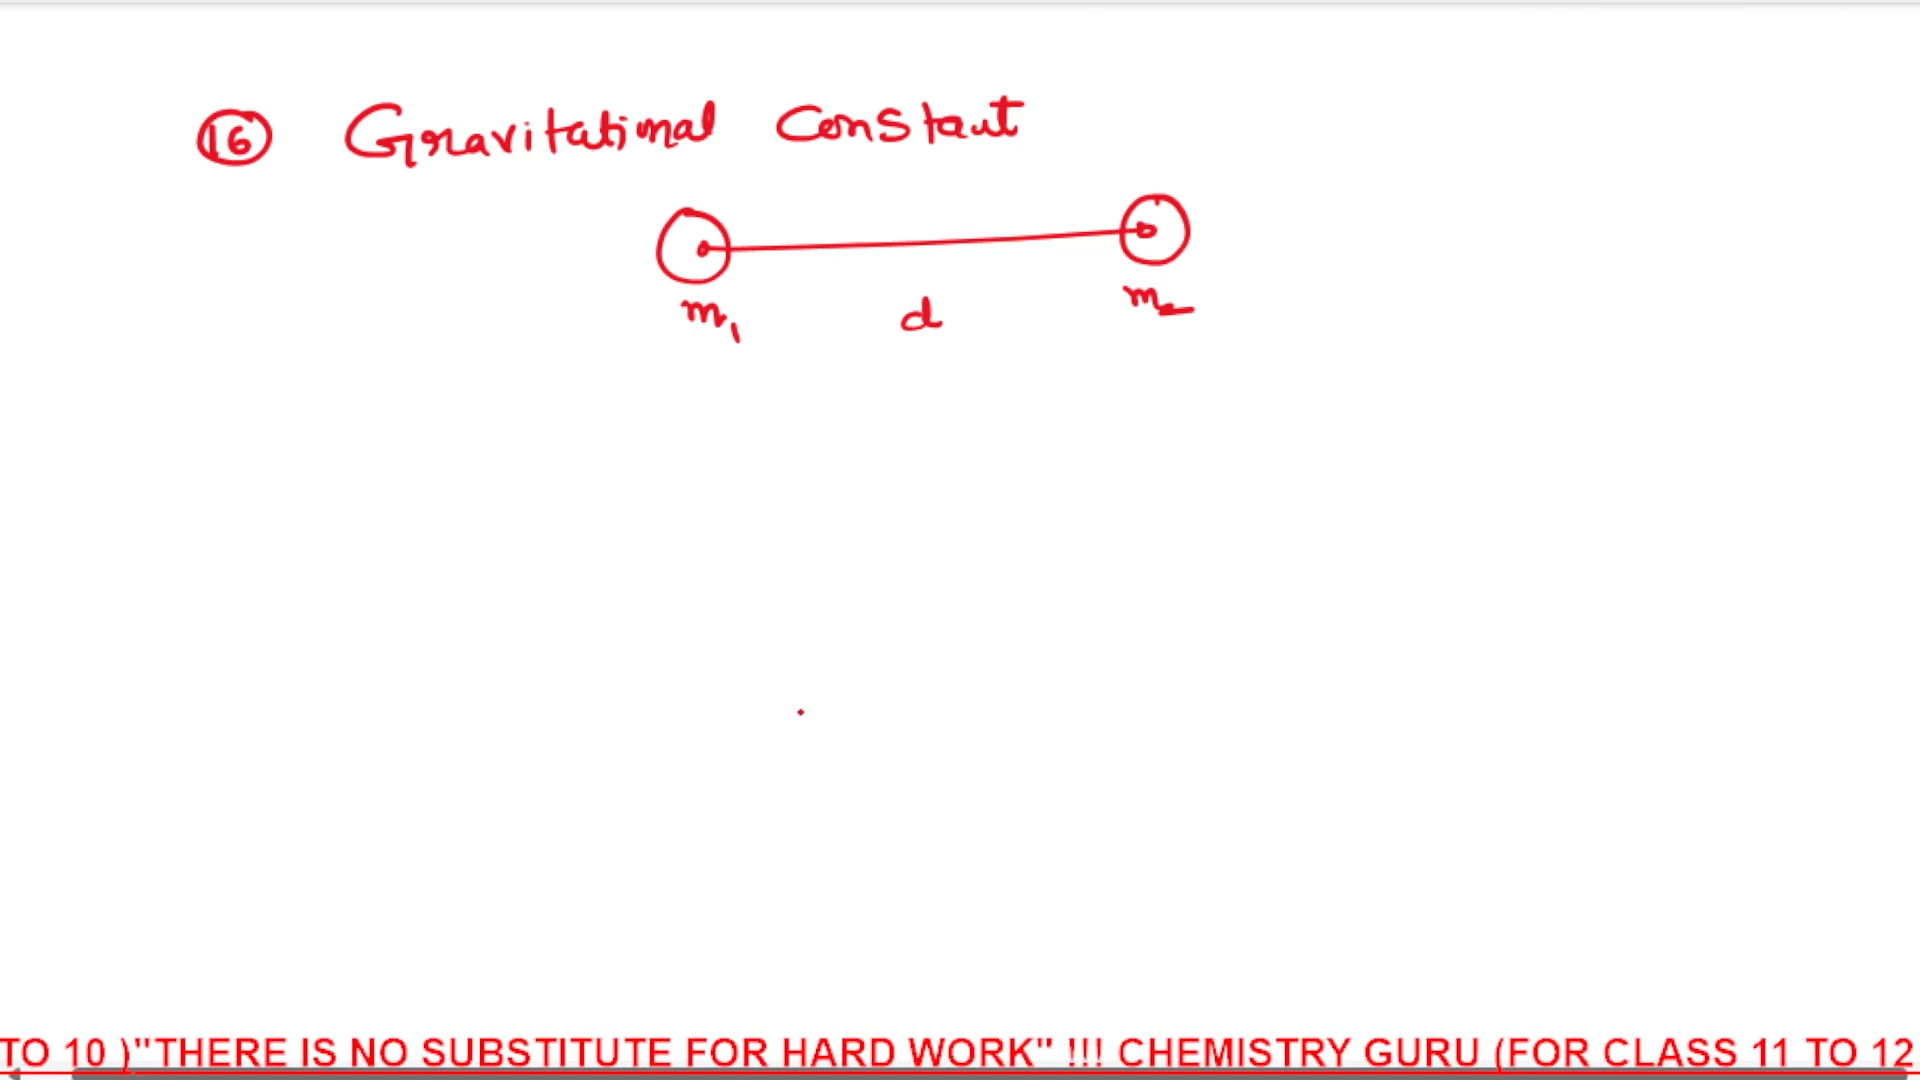 16 Gravitational Constant
m1 d m2
TO 10 )"THERE IS NO SUBSTITUTE FOR HARD WORK" !!! CHEMISTRY GURU (FOR CLASS 11 TO 12